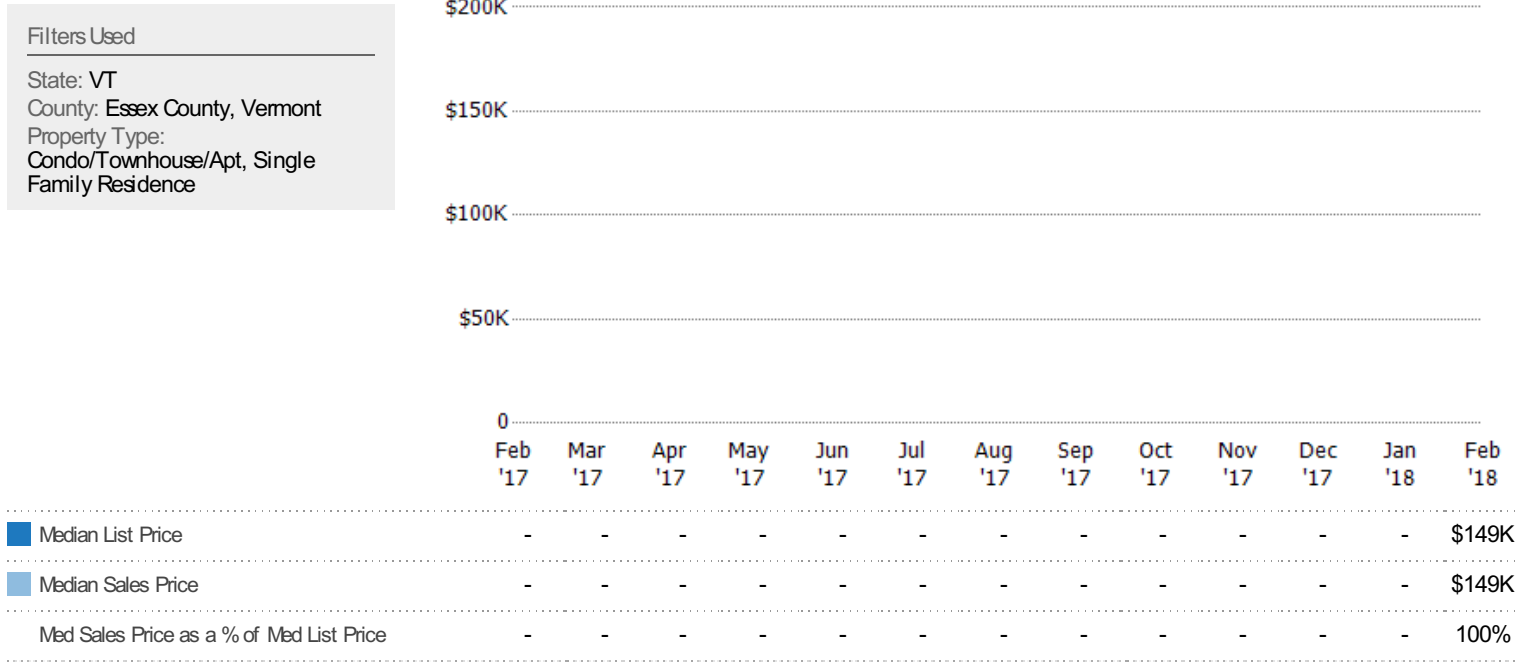 Filters Used
State: VT
County: Essex County, Vermont
Property Type:
Condo/Townhouse/Apt, Single
Family Residence
$200K
$150K
$100K
$50K
0
Feb Mar Apr May Jun Jul Aug Sep Oct Nov Dec Jan Feb
'17 '17 '17 '17 '17 '17 '17 '17 '17 '17 '17 '18 '18
Median List Price - - - - - - - - - - - - $149K
Median Sales Price - - - - - - - - - - - - $149K
Med Sales Price as a % of Med List Price - - - - - - - - - - - - 100%